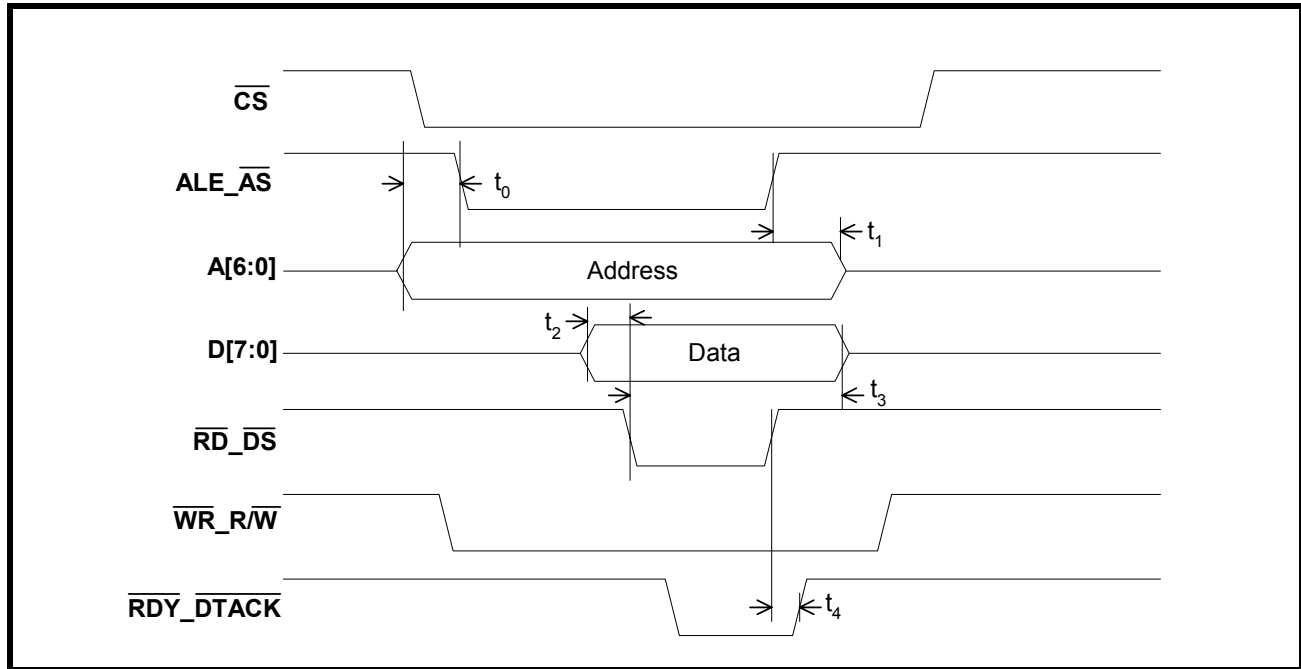 CS
ALE_AS
t0
A[6:0]
Address
t1
D[7:0]
t2
Data
t3
RD_DS
WR_R/W
RDY_DTACK
t4